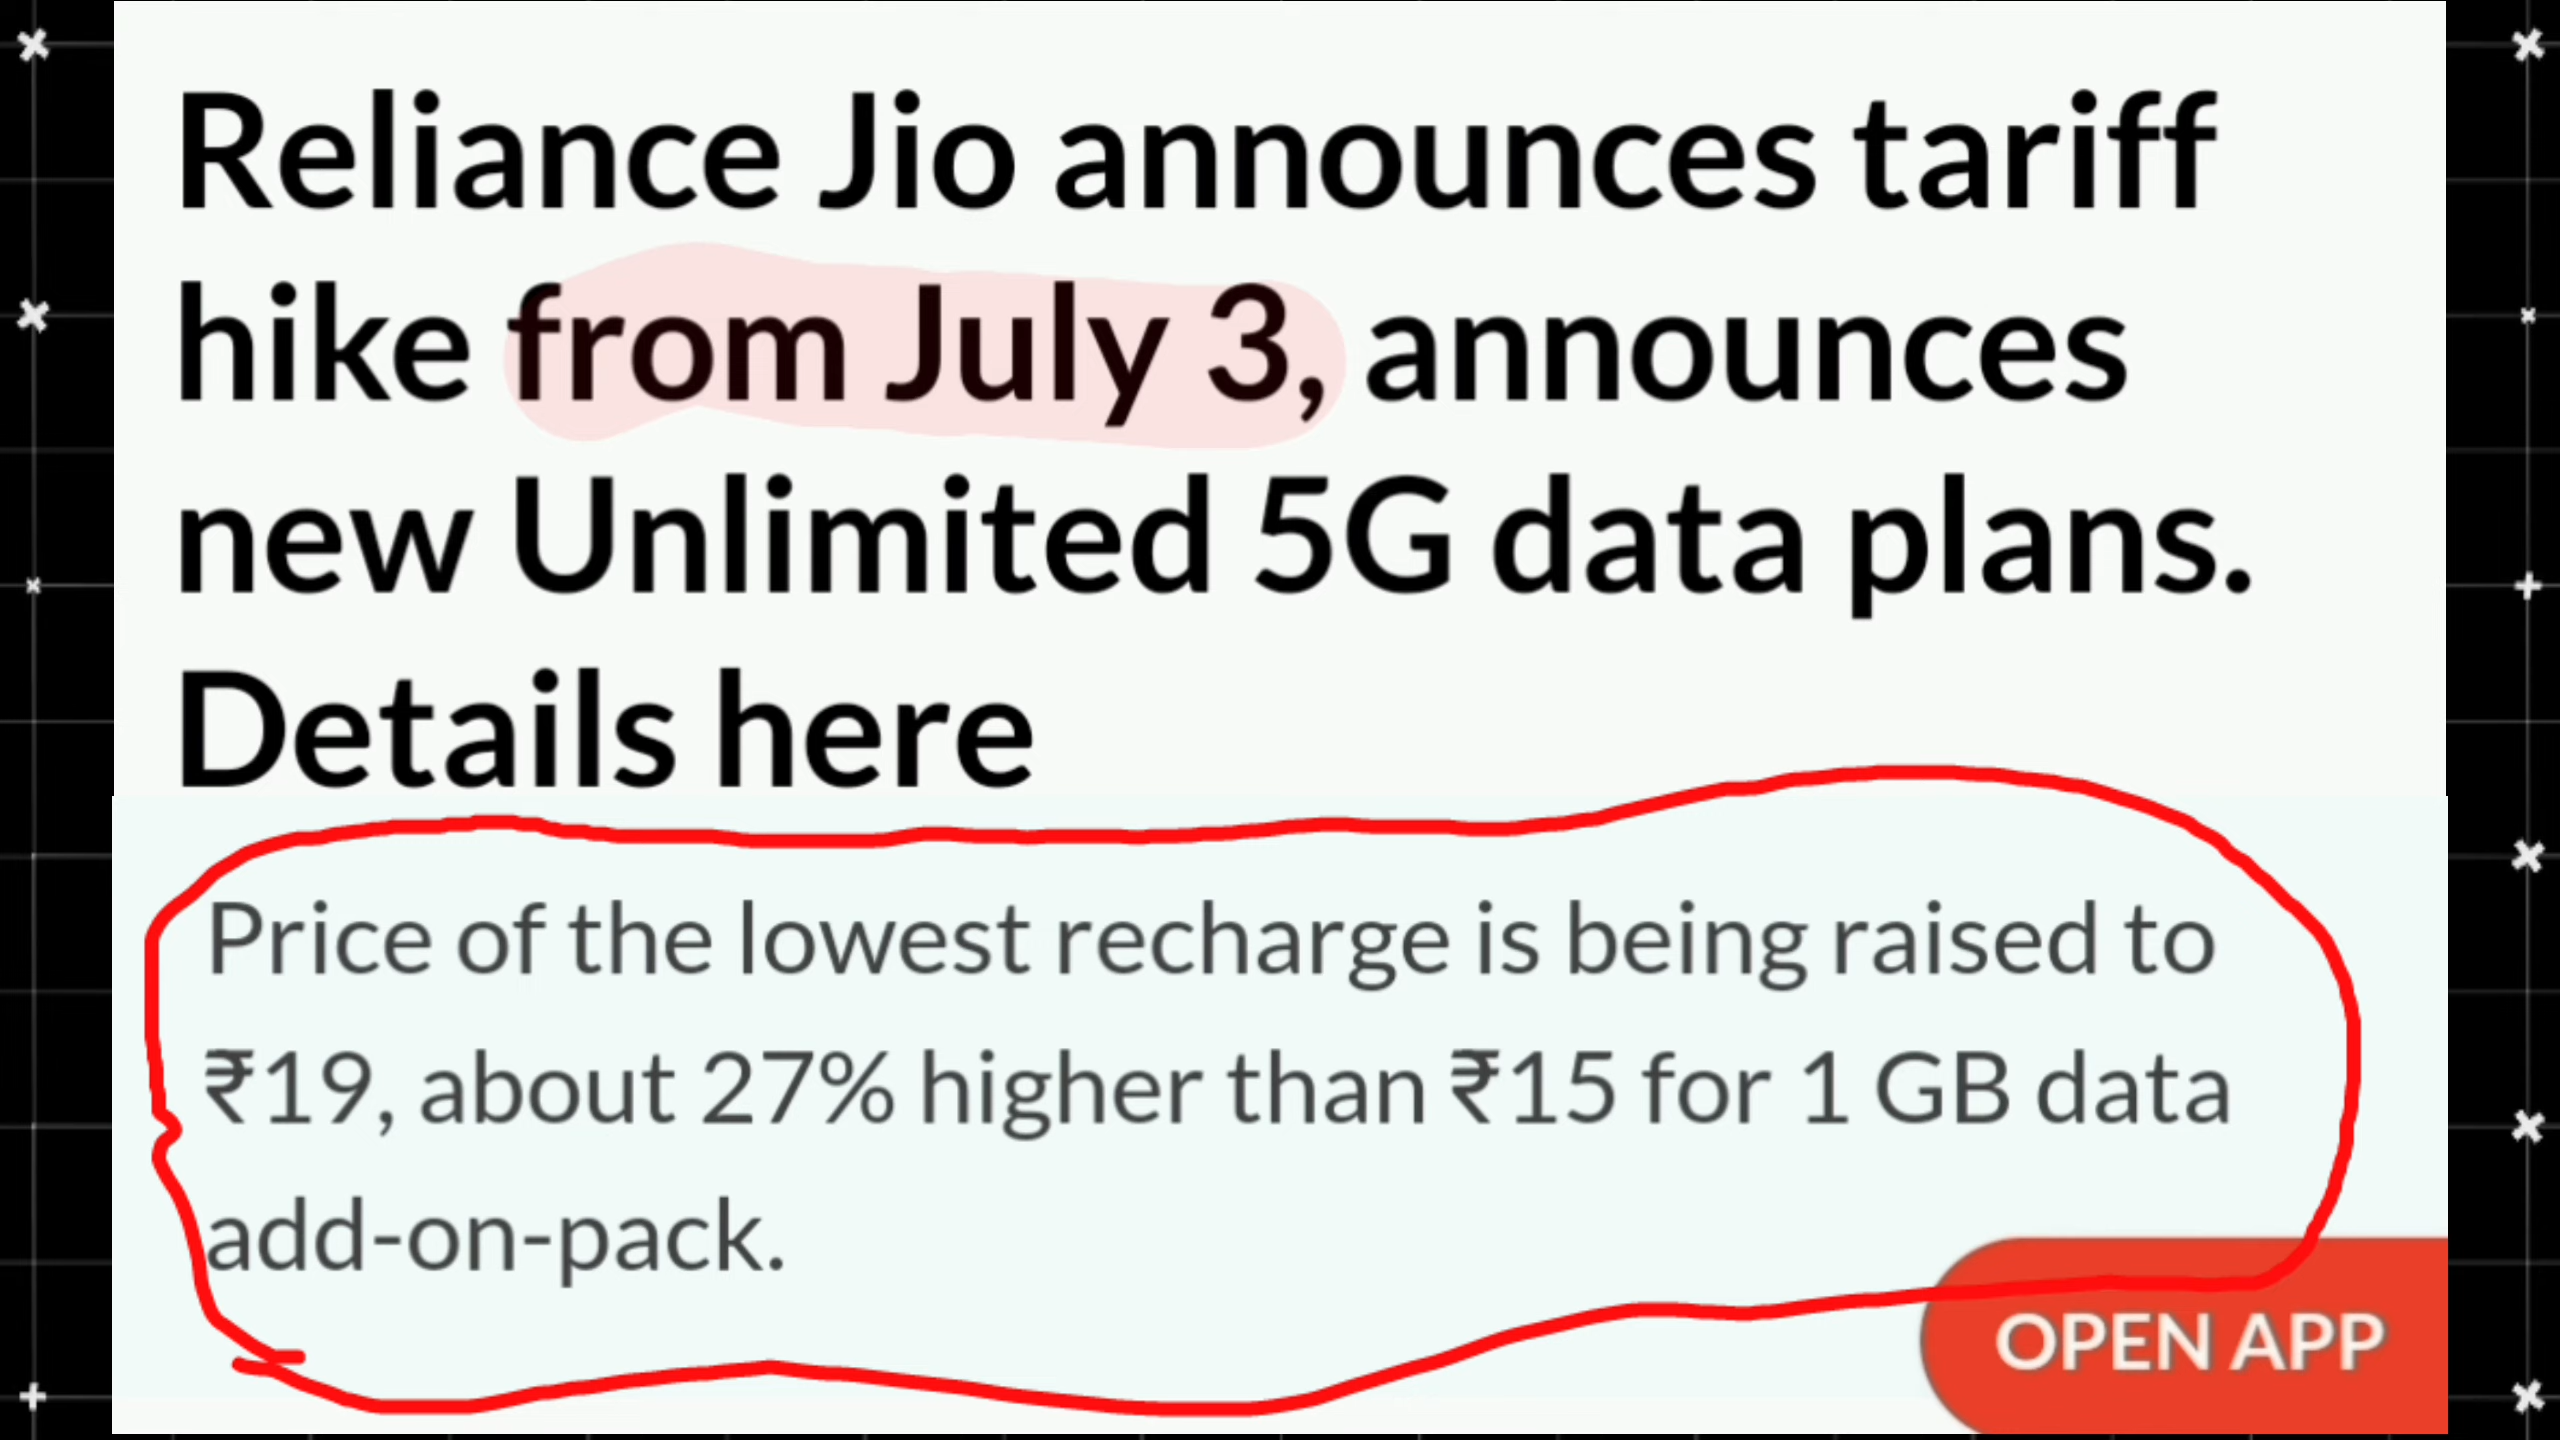 Reliance Jio announces tariff
hike from July 3, announces
new Unlimited 5G data plans.
Details here
Price of the lowest recharge is being raised to
₹19, about 27% higher than ₹15 for 1 GB data
add-on-pack.
OPEN APP